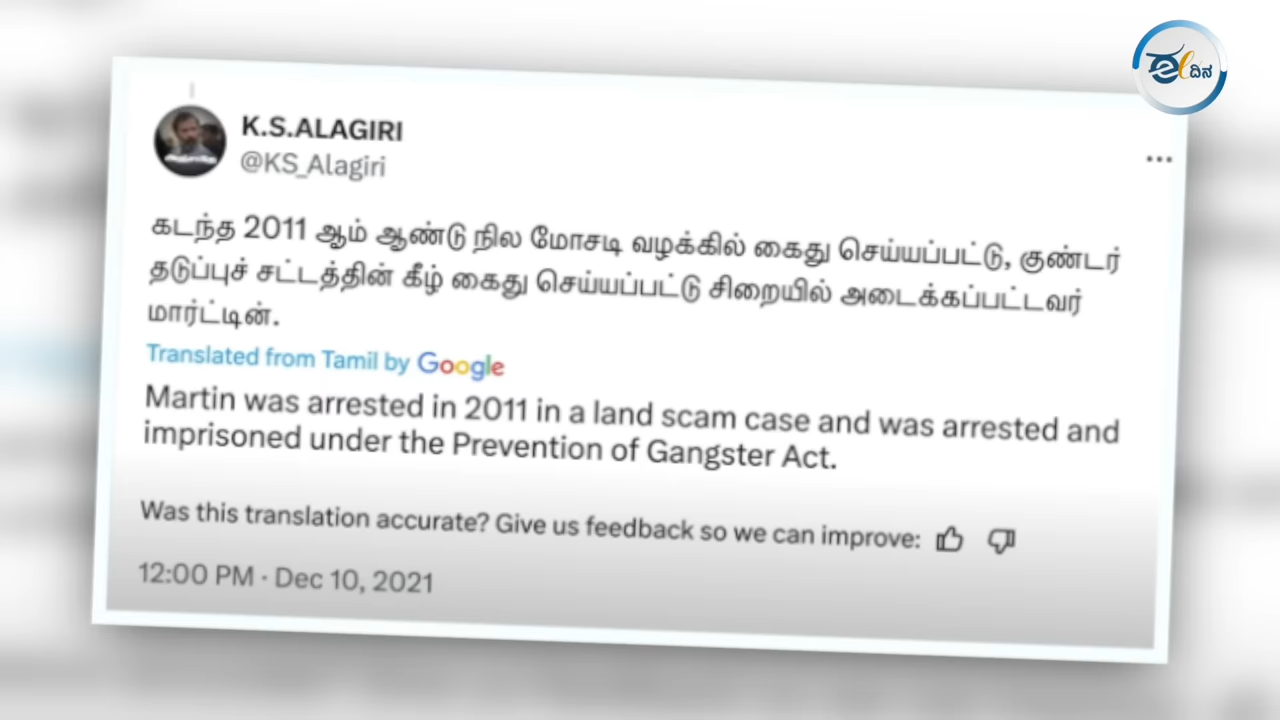 ಈದಿನ
K.S.ALAGIRI
@KS_Alagiri
கடந்த 2011 ஆம் ஆண்டு நில மோசடி வழக்கில் கைது செய்யப்பட்டு, குண்டர்
தடுப்புச் சட்டத்தின் கீழ் கைது செய்யப்பட்டு சிறையில் அடைக்கப்பட்டவர்
மார்ட்டின்.
Translated from Tamil by Google
Martin was arrested in 2011 in a land scam case and was arrested and
imprisoned under the Prevention of Gangster Act.
Was this translation accurate? Give us feedback so we can improve:
12:00 PM · Dec 10, 2021